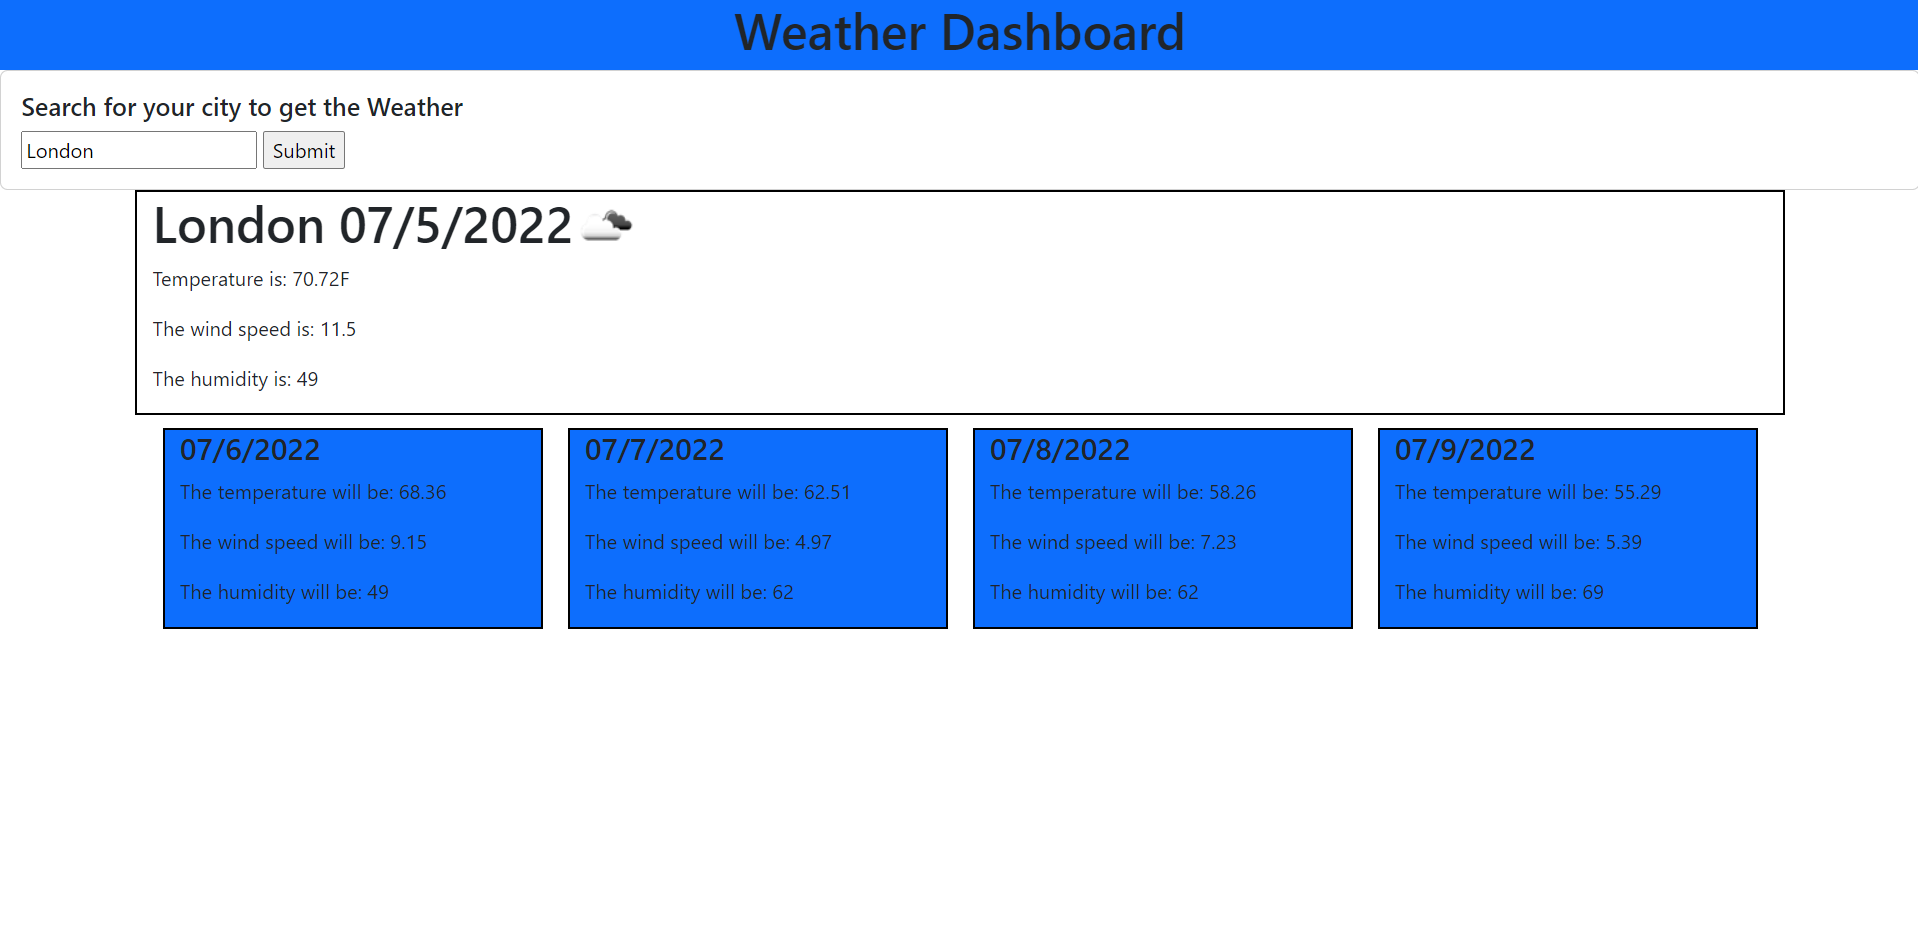 Weather Dashboard
Search for your city to get the Weather
London Submit
London 07/5/2022
Temperature is: 70.72F
The wind speed is: 11.5
The humidity is: 49
07/6/2022
The temperature will be: 68.36
The wind speed will be: 9.15
The humidity will be: 49
07/7/2022
The temperature will be: 62.51
The wind speed will be: 4.97
The humidity will be: 62
07/8/2022
The temperature will be: 58.26
The wind speed will be: 7.23
The humidity will be: 62
07/9/2022
The temperature will be: 55.29
The wind speed will be: 5.39
The humidity will be: 69